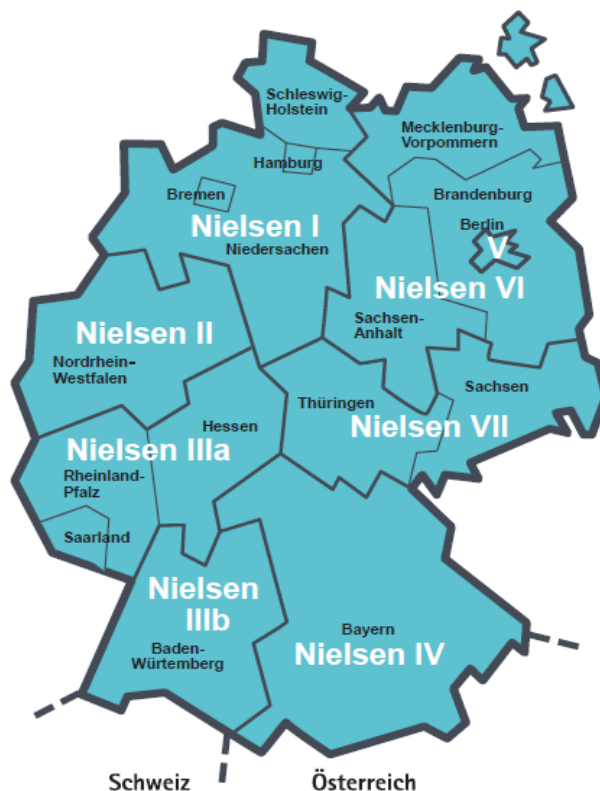 Schleswig-
Holstein
Mecklenburg-
Vorpommern
Hamburg
Bremen
Brandenburg
Nielsen I
Berlin
Niedersachen
V
Nielsen VI
Nielsen II
Sachsen-
Anhalt
Nordrhein-
Westfalen
Sachsen
Thüringen
Hessen
Nielsen VII
Nielsen IIIa
Rheinland-
Pfalz
Saarland
Nielsen
IIIb
Bayern
Baden-
Würtemberg
Nielsen IV
Schweiz
Österreich